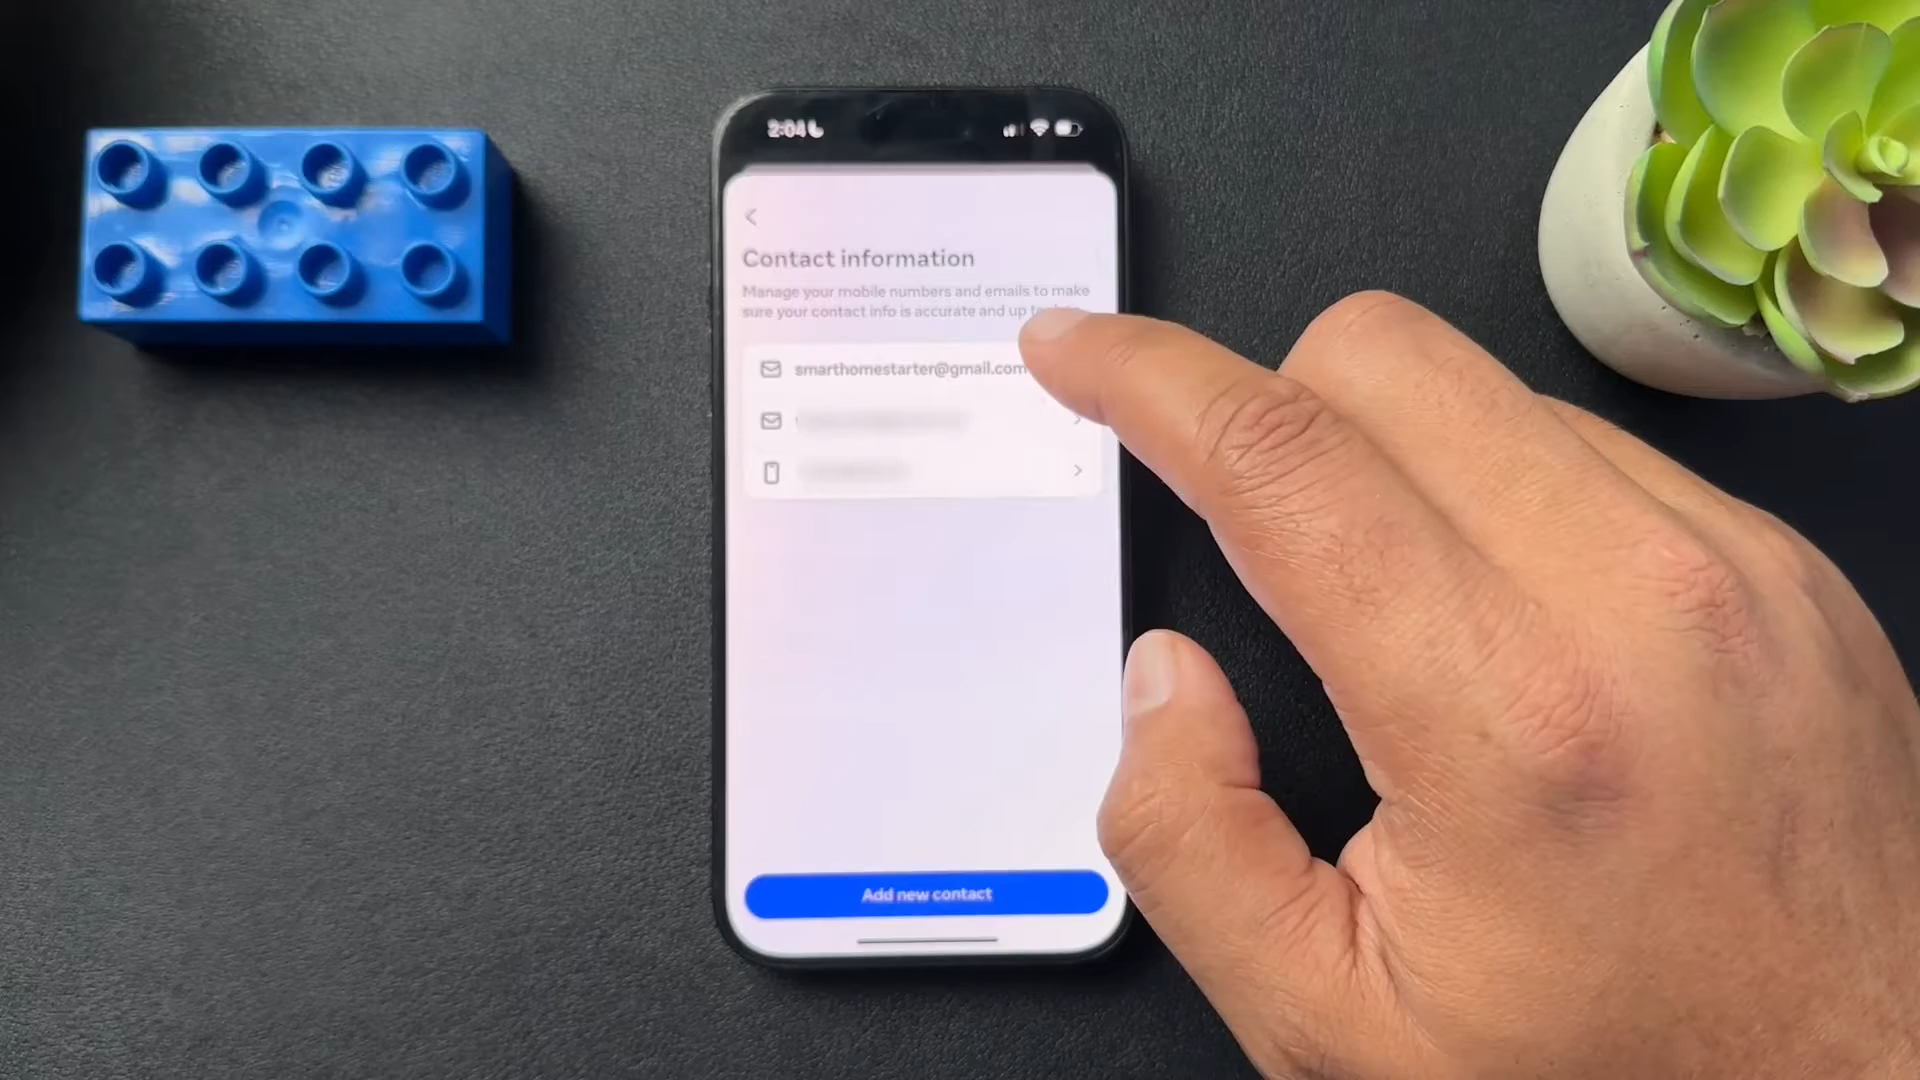 2:04
Contact information
Manage your mobile numbers and emails to make
sure your contact info is accurate and up
smarthomestarter@gmail.com
Add new contact